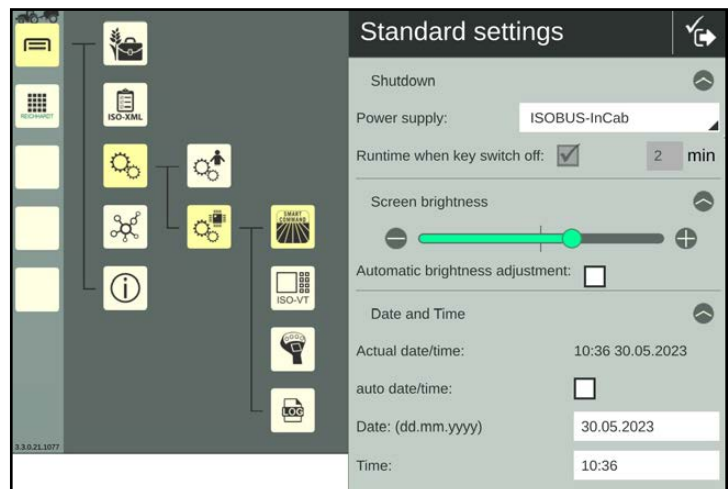 REICHHARDT
ISO-XML
SMART
COMMAND
ISO-VT
LOG
3.3.0.21.1077
Standard settings
Shutdown
Power supply: ISOBUS-InCab
Runtime when key switch off: 2 min
Screen brightness
Automatic brightness adjustment:
Date and Time
Actual date/time: 10:36 30.05.2023
auto date/time:
Date: (dd.mm.yyyy) 30.05.2023
Time: 10:36